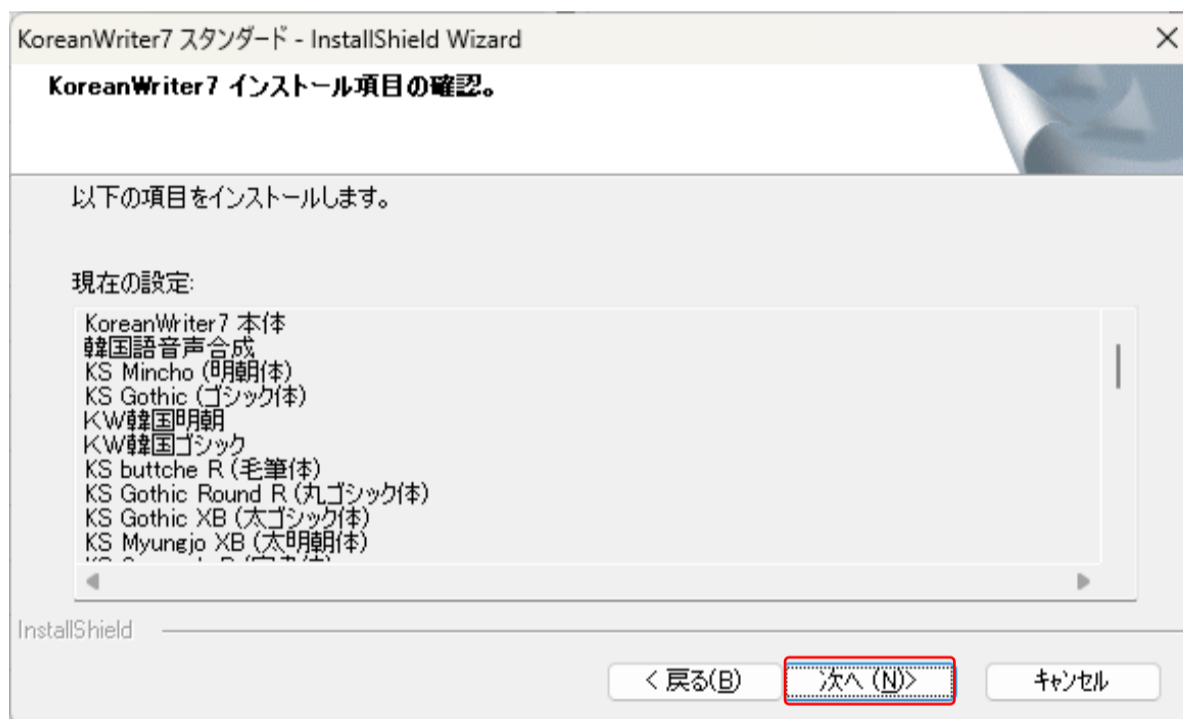 KoreanWriter7 スタンダード - InstallShield Wizard
KoreanWriter7 インストール項目の確認。
以下の項目をインストールします。
現在の設定:
KoreanWriter7 本体
韓国語音声合成
KS Mincho (明朝体)
KS Gothic (ゴシック体)
KW韓国明朝
KW韓国ゴシック
KS buttche R (毛筆体)
KS Gothic Round R (丸ゴシック体)
KS Gothic XB (太ゴシック体)
KS Myungjo XB (太明朝体)
InstallShield
< 戻る(B) 次へ (N)> キャンセル